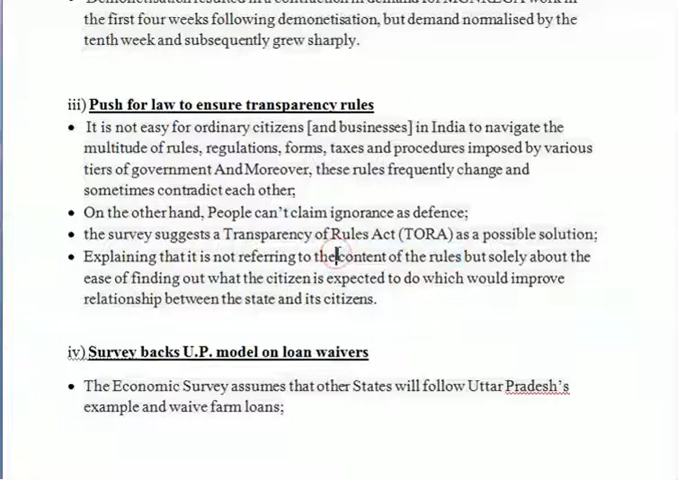 the first four weeks following demonetisation, but demand normalised by the
tenth week and subsequently grew sharply.
iii) Push for law to ensure transparency rules
• It is not easy for ordinary citizens [and businesses] in India to navigate the
multitude of rules, regulations, forms, taxes and procedures imposed by various
tiers of government And Moreover, these rules frequently change and
sometimes contradict each other;
• On the other hand, People can't claim ignorance as defence;
• the survey suggests a Transparency of Rules Act (TORA) as a possible solution;
• Explaining that it is not referring to the content of the rules but solely about the
ease of finding out what the citizen is expected to do which would improve
relationship between the state and its citizens.
iv) Survey backs U.P. model on loan waivers
• The Economic Survey assumes that other States will follow Uttar Pradesh's
example and waive farm loans;